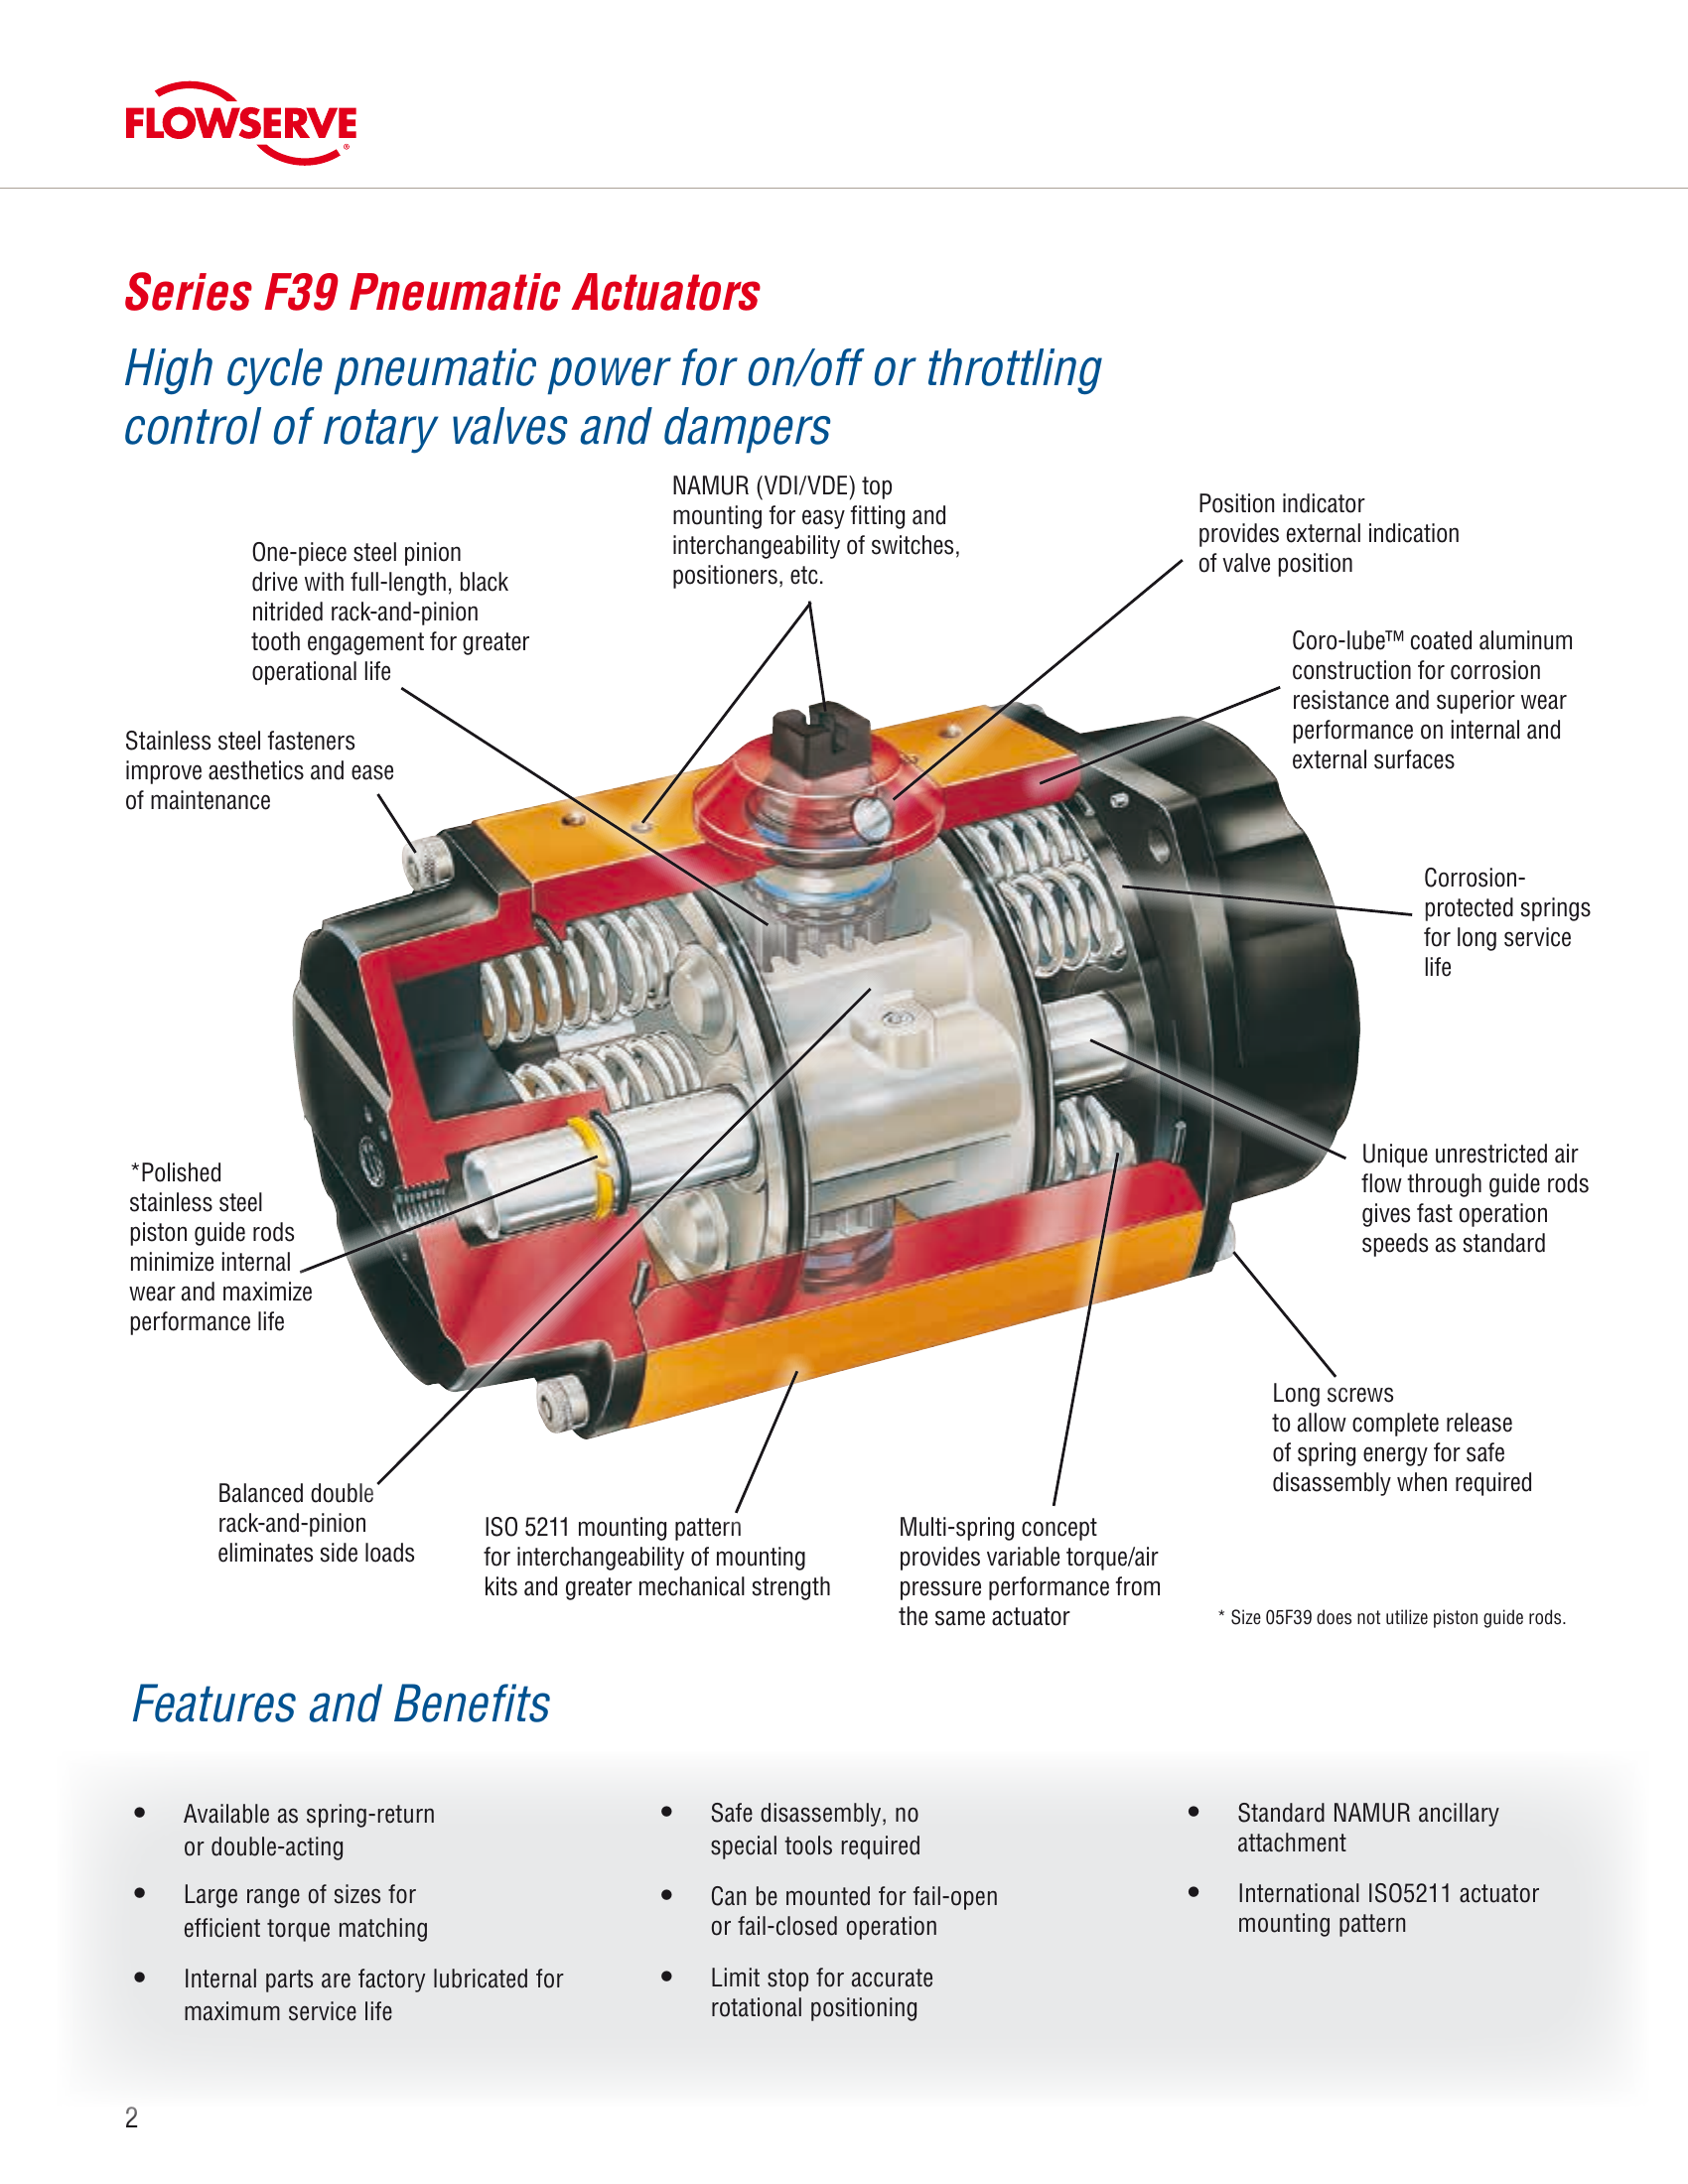 FLOWSERVE
®
Series F39 Pneumatic Actuators
High cycle pneumatic power for on/off or throttling
control of rotary valves and dampers
NAMUR (VDI/VDE) top
mounting for easy fitting and
interchangeability of switches,
positioners, etc.
Position indicator
provides external indication
of valve position
One-piece steel pinion
drive with full-length, black
nitrided rack-and-pinion
tooth engagement for greater
operational life
Coro-lube™ coated aluminum
construction for corrosion
resistance and superior wear
performance on internal and
external surfaces
Stainless steel fasteners
improve aesthetics and ease
of maintenance
Corrosion-
protected springs
for long service
life
*Polished
stainless steel
piston guide rods
minimize internal
wear and maximize
performance life
Unique unrestricted air
flow through guide rods
gives fast operation
speeds as standard
Long screws
to allow complete release
of spring energy for safe
disassembly when required
Balanced double
rack-and-pinion
eliminates side loads
ISO 5211 mounting pattern
for interchangeability of mounting
kits and greater mechanical strength
Multi-spring concept
provides variable torque/air
pressure performance from
the same actuator
* Size 05F39 does not utilize piston guide rods.
Features and Benefits
• Available as spring-return
or double-acting
• Large range of sizes for
efficient torque matching
• Internal parts are factory lubricated for
maximum service life
• Safe disassembly, no
special tools required
• Can be mounted for fail-open
or fail-closed operation
• Limit stop for accurate
rotational positioning
• Standard NAMUR ancillary
attachment
• International ISO5211 actuator
mounting pattern
2